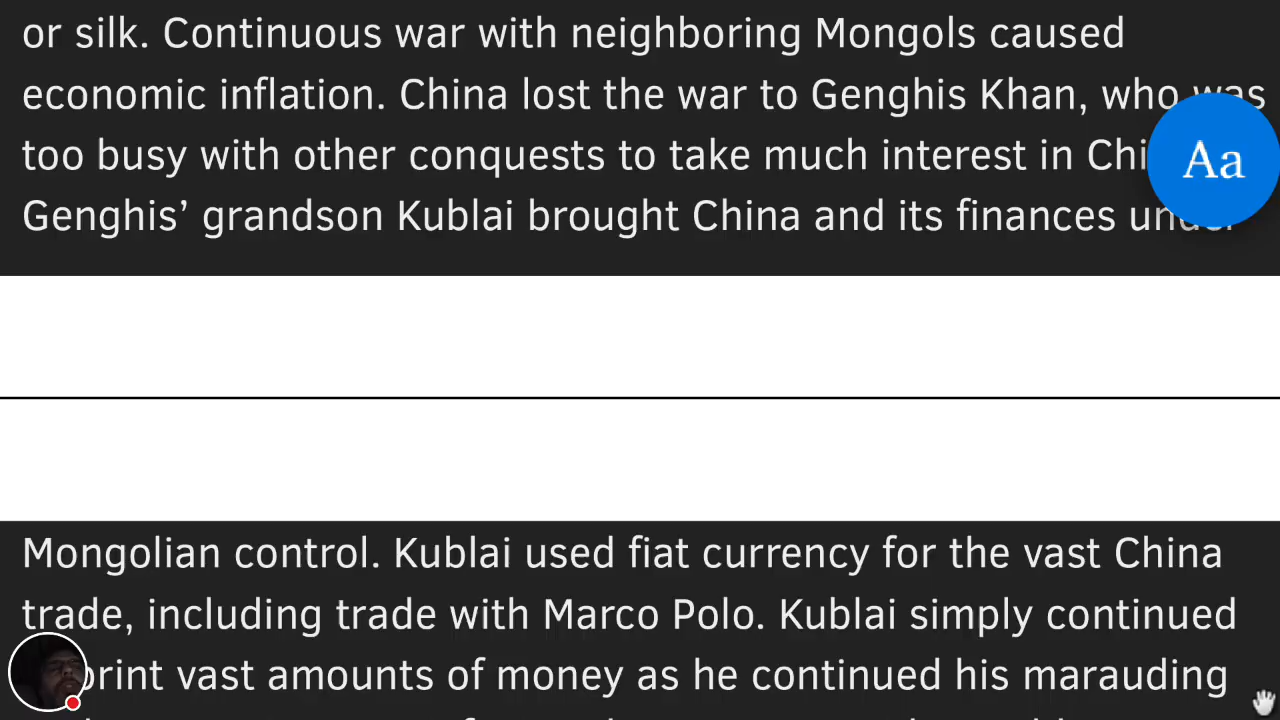 or silk. Continuous war with neighboring Mongols caused
economic inflation. China lost the war to Genghis Khan, who was
too busy with other conquests to take much interest in
Aa
Genghis’ grandson Kublai brought China and its finances under
Mongolian control. Kublai used fiat currency for the vast China
trade, including trade with Marco Polo. Kublai simply continued
print vast amounts of money as he continued his marauding